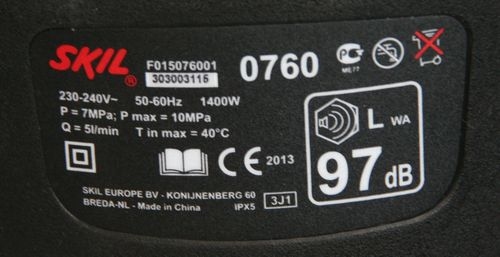 SKIL ®
F015076001
303003115
0760
ME77
230-240V~ 50-60Hz 1400W
P = 7MPa; P max = 10MPa
Q = 5l/min T in max = 40°C
CE 2013
L WA
97 dB
SKIL EUROPE BV - KONIJNENBERG 60
BREDA-NL - Made in China IPX5 3J1